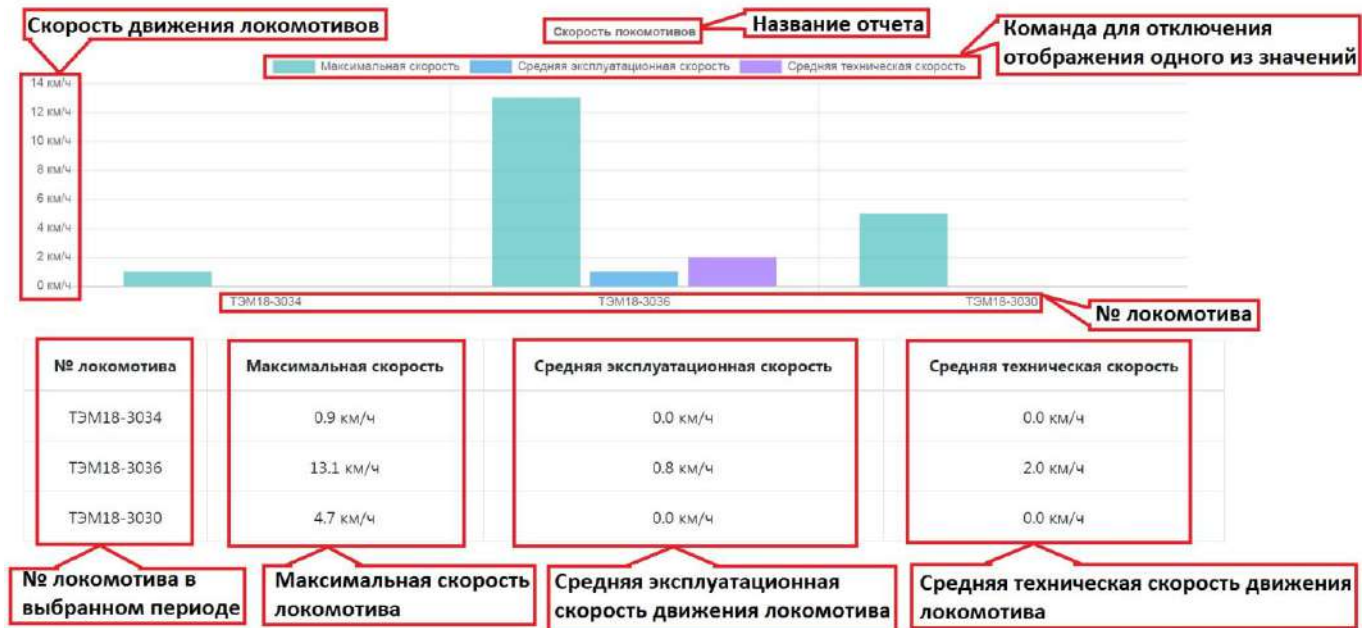 Скорость движения локомотивов
Скорость локомотивов
Название отчета
Команда для отключения
отображения одного из значений
Максимальная скорость
Средняя эксплуатационная скорость
Средняя техническая скорость
14 км/ч
12 км/ч
10 км/ч
8 км/ч
6 км/ч
4 км/ч
2 км/ч
0 км/ч
ТЭМ18-3034
ТЭМ18-3036
ТЭМ18-3030
№ локомотива
№ локомотива
Максимальная скорость
Средняя эксплуатационная скорость
Средняя техническая скорость
ТЭМ18-3034
0.9 км/ч
0.0 км/ч
0.0 км/ч
ТЭМ18-3036
13.1 км/ч
0.8 км/ч
2.0 км/ч
ТЭМ18-3030
4.7 км/ч
0.0 км/ч
0.0 км/ч
№ локомотива в
выбранном периоде
Максимальная скорость
локомотива
Средняя эксплуатационная
скорость движения локомотива
Средняя техническая скорость движения
локомотива